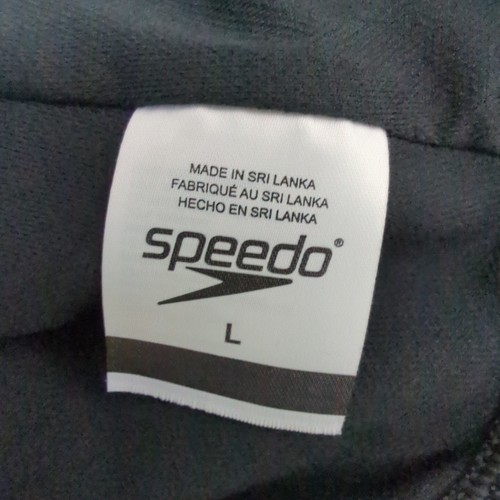 MADE IN SRI LANKA
FABRIQUÉ AU SRI LANKA
HECHO EN SRI LANKA
speedo®
L